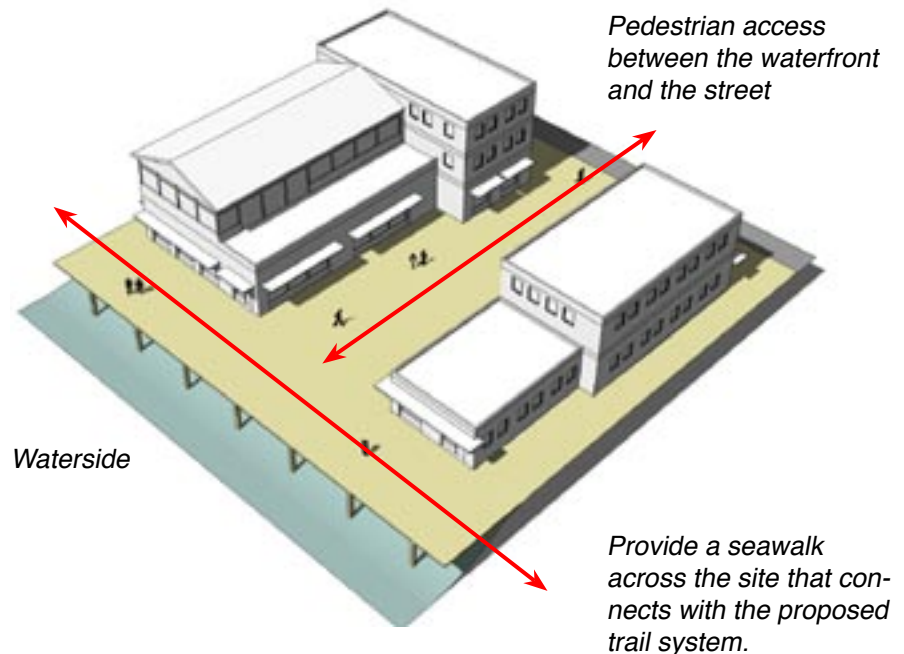 Pedestrian access
between the waterfront
and the street
Waterside
Provide a seawalk
across the site that con-
nects with the proposed
trail system.